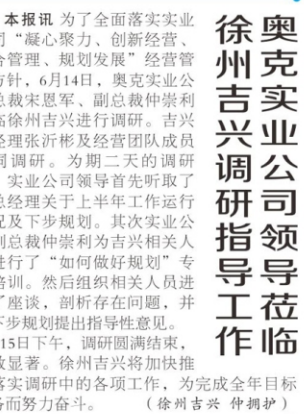 奥克实业公司领导莅临
徐州吉兴调研指导工作
本报讯 为了全面落实实业
司“凝心聚力、创新经营、
合管理、规划发展”经营管
方针，6月14日，奥克实业公
总裁宋恩军、副总裁仲崇利
临徐州吉兴进行调研。吉兴
经理张沂彬及经营团队成员
同调研。为期二天的调研
，实业公司领导首先听取了
总经理关于上半年工作运行
况及下步规划。其次实业公
副总裁仲崇利为吉兴相关人
进行了“如何做好规划”专
培训。然后组织相关人员进
了座谈，剖析存在问题，并
下步规划提出指导性意见。
15日下午，调研圆满结束，
效显著。徐州吉兴将加快推
落实调研中的各项工作，为完成全年目标
务而努力奋斗。 （徐州吉兴 仲拥护）